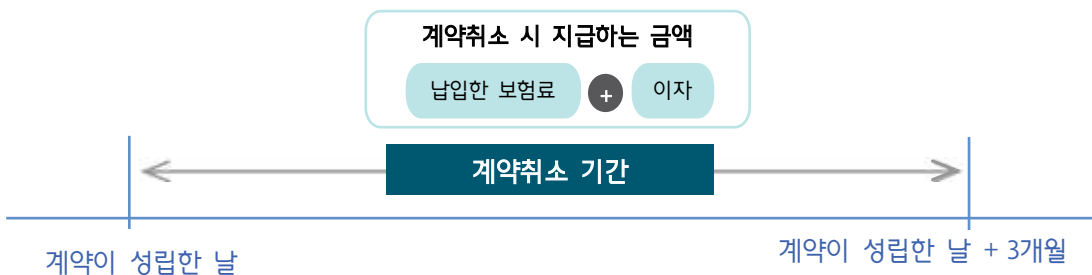 계약취소 시 지급하는 금액
납입한 보험료 + 이자
계약취소 기간
계약이 성립한 날
계약이 성립한 날 + 3개월